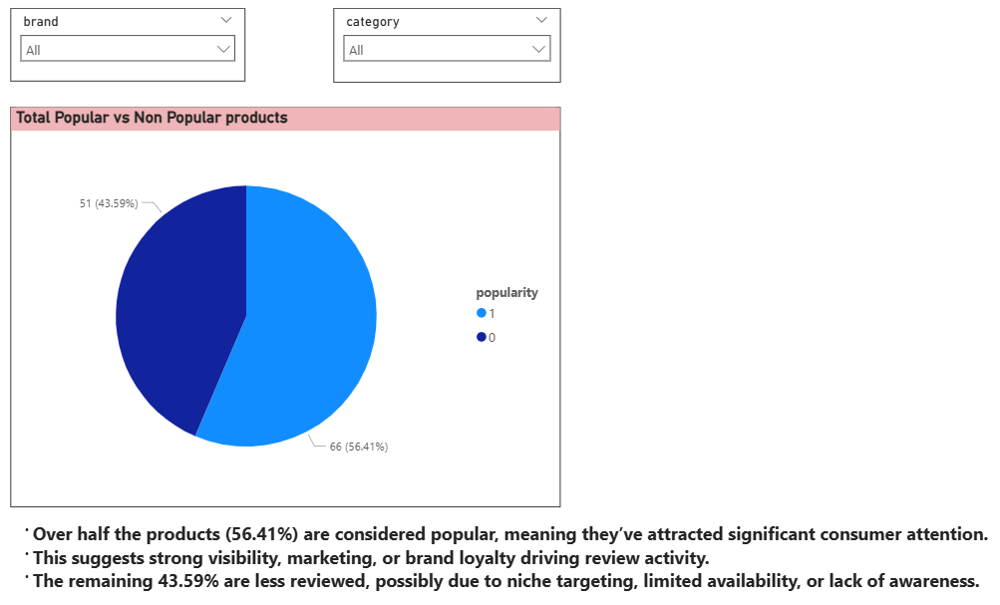 brand
category
All
All
Total Popular vs Non Popular products
51 (43.59%)
popularity
1
0
66 (56.41%)
· Over half the products (56.41%) are considered popular, meaning they’ve attracted significant consumer attention.
· This suggests strong visibility, marketing, or brand loyalty driving review activity.
· The remaining 43.59% are less reviewed, possibly due to niche targeting, limited availability, or lack of awareness.